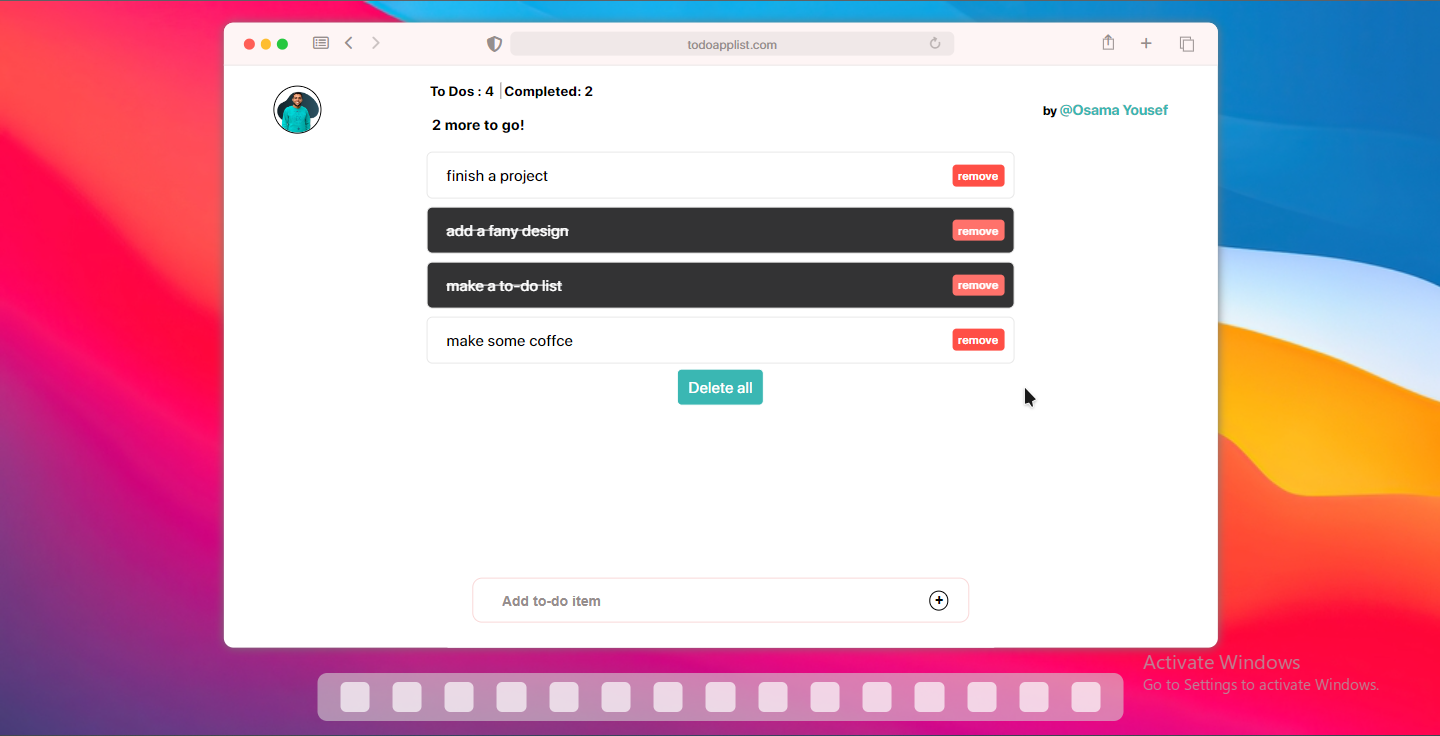 todoapplist.com
To Dos : 4 Completed: 2
by @Osama Yousef
2 more to go!
finish a project remove
add a fany design remove
make a to-do list remove
make some coffce remove
Delete all
Add to-do item
Activate Windows
Go to Settings to activate Windows.